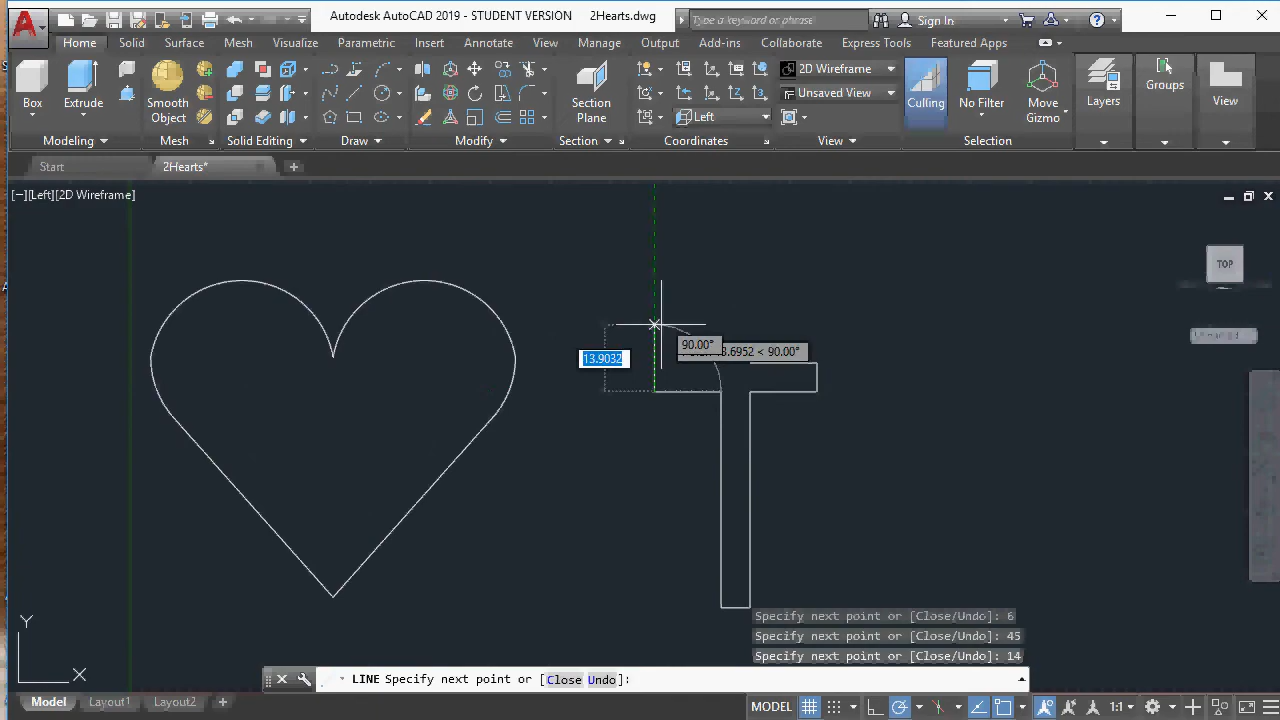 Autodesk AutoCAD 2019 - STUDENT VERSION 2Hearts.dwg
Type a keyword or phrase
Sign In
Home Solid Surface Mesh Visualize Parametric Insert Annotate View Manage Output Add-ins Collaborate Express Tools Featured Apps
Box
Extrude
Smooth Object
Section Plane
2D Wireframe
Unsaved View
Left
Culling
No Filter
Move Gizmo
Layers
Groups
View
Modeling Mesh Solid Editing Draw Modify Section Coordinates View Selection
Start 2Hearts*
[−][Left][2D Wireframe]
TOP
90.00°
3.6952 < 90.00°
13.9032
Specify next point or [Close/Undo]: 6
Specify next point or [Close/Undo]: 45
Specify next point or [Close/Undo]: 14
Y
X
LINE Specify next point or [Close Undo]:
Model Layout1 Layout2
MODEL
1:1